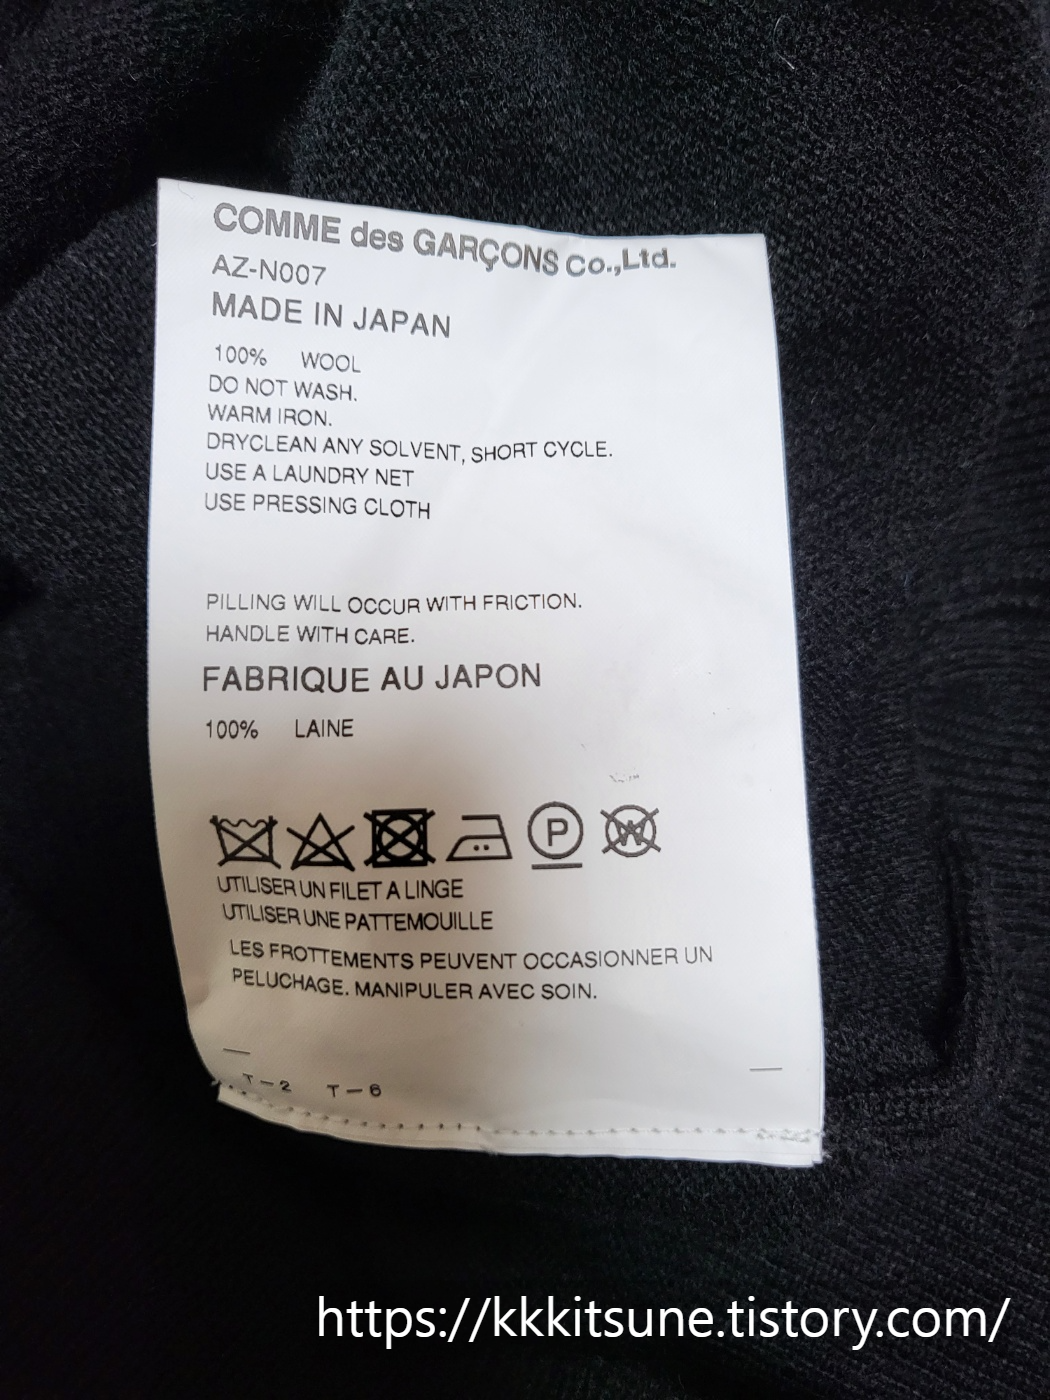 COMME des GARÇONS Co.,Ltd.
AZ-N007
MADE IN JAPAN
100% WOOL
DO NOT WASH.
WARM IRON.
DRYCLEAN ANY SOLVENT, SHORT CYCLE.
USE A LAUNDRY NET
USE PRESSING CLOTH
PILLING WILL OCCUR WITH FRICTION.
HANDLE WITH CARE.
FABRIQUE AU JAPON
100% LAINE
P W
UTILISER UN FILET A LINGE
UTILISER UNE PATTEMOUILLE
LES FROTTEMENTS PEUVENT OCCASIONNER UN
PELUCHAGE. MANIPULER AVEC SOIN.
T-2 T-6
https://kkkitsune.tistory.com/